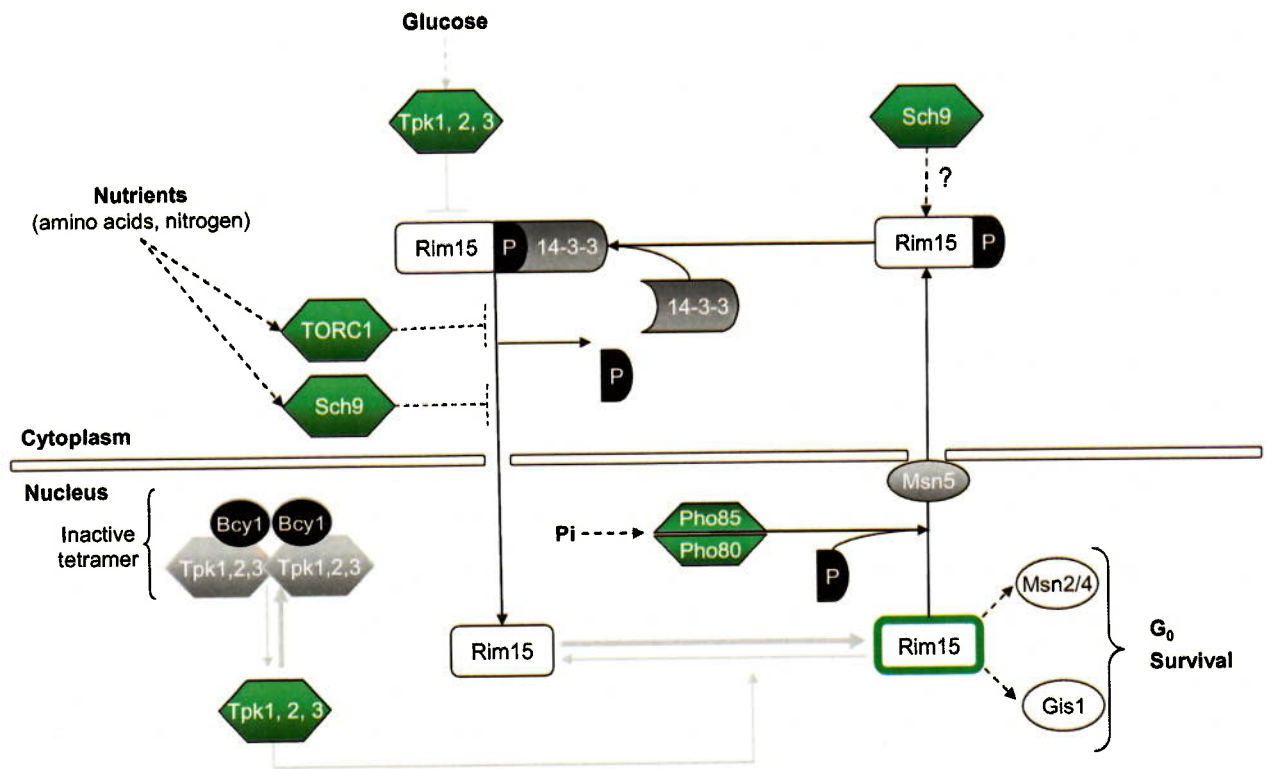 Glucose
Tpk1, 2, 3
Sch9
?
Nutrients
(amino acids, nitrogen)
Rim15
P
14-3-3
Rim15
P
14-3-3
TORC1
P
Sch9
Cytoplasm
Nucleus
Msn5
Inactive
tetramer
Bcy1
Bcy1
Tpk1,2,3
Tpk1,2,3
Pi
Pho85
Pho80
P
Msn2/4
Rim15
Rim15
G0
Survival
Gis1
Tpk1, 2, 3